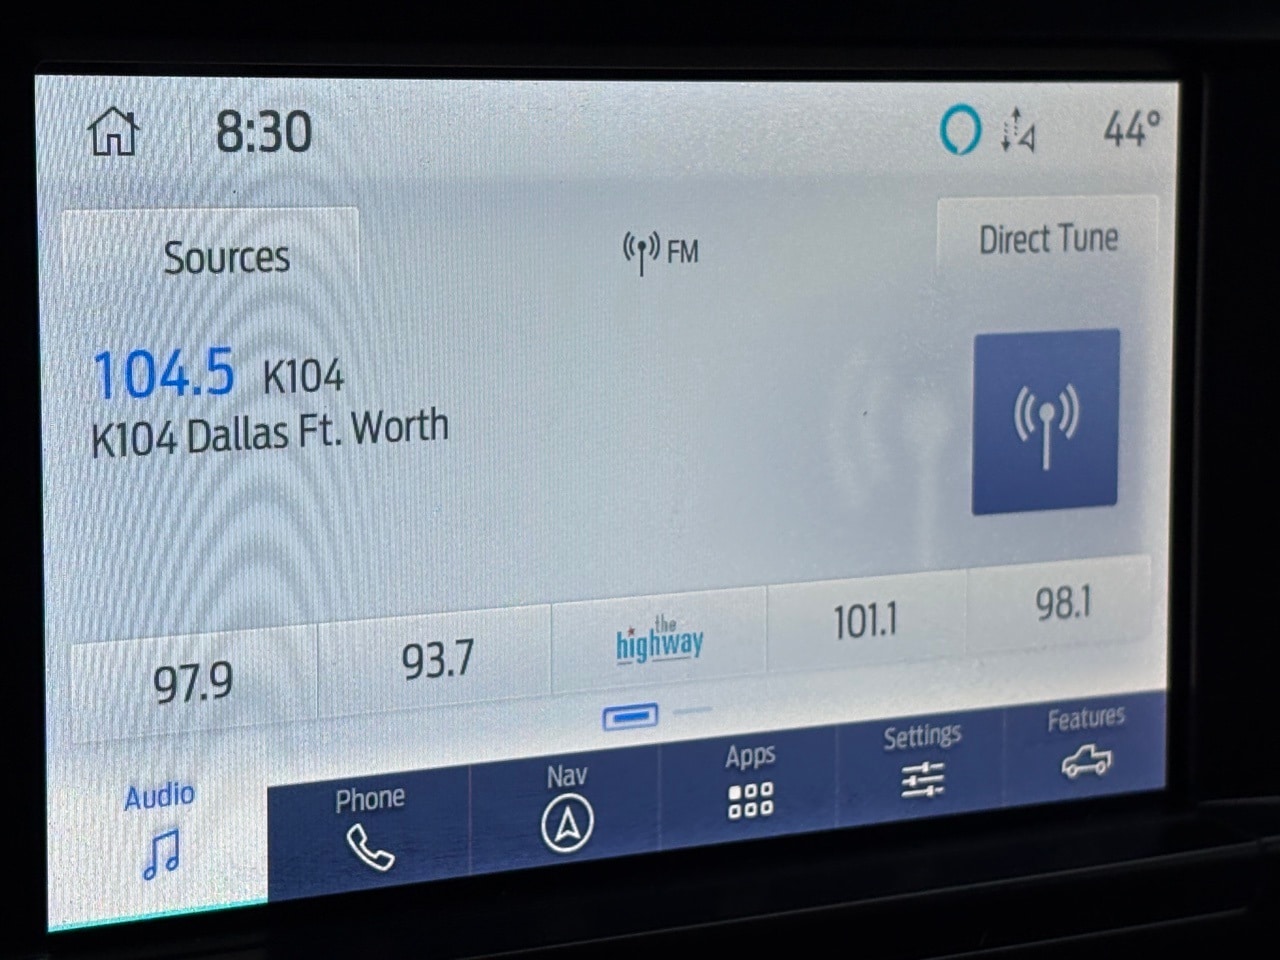 8:30
44°
Sources
FM
Direct Tune
104.5 K104
K104 Dallas Ft. Worth
97.9
93.7
the
highway
101.1
98.1
Audio
Phone
Nav
Apps
Settings
Features